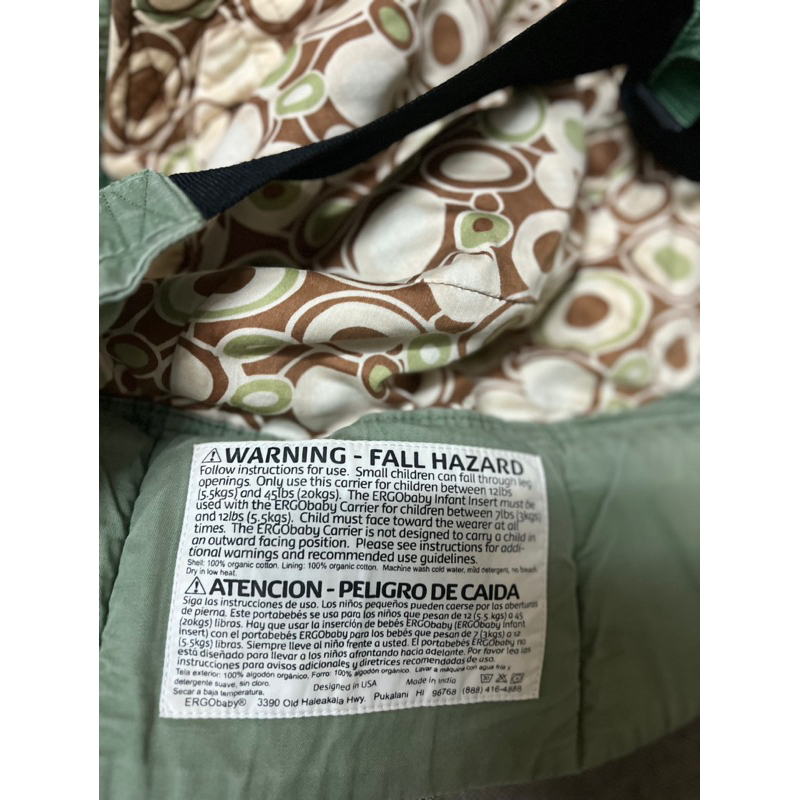 ⚠WARNING - FALL HAZARD
Follow instructions for use. Small children can fall through leg
openings. Only use this carrier for children between 12lbs
(5.5kgs) and 45lbs (20kgs). The ERGObaby Infant Insert must be
used with the ERGObaby Carrier for children between 7lbs (3kgs)
and 12lbs (5.5kgs). Child must face toward the wearer at all
times. The ERGObaby Carrier is not designed to carry a child in
an outward facing position. Please see instructions for addi-
tional warnings and recommended use guidelines.
Shell: 100% organic cotton. Lining: 100% organic cotton. Machine wash cold water, mild detergent, no bleach.
Dry in low heat.
⚠ATENCION - PELIGRO DE CAIDA
Siga las instrucciones de uso. Los niños pequeños pueden caerse por las aberturas
de pierna. Este portabebés se usa para los niños que pesan de 12 (5.5 kgs) a 45
(20kgs) libras. Hay que usar la inserción de bebés ERGObaby (ERGObaby Infant
Insert) con el portabebés ERGObaby para los bebés que pesan de 7 (3kgs) a 12
(5.5kgs) libras. Siempre lleve al niño frente a usted. El portabebés ERGObaby no
está diseñado para llevar a los niños afrontando hacia adelante. Por favor lea las
instrucciones para avisos adicionales y diretrices recomendadas de uso.
Tela exterior: 100% algodón orgánico, Forro: 100% algodón orgánico. Lavar a máquina con agua fría y
detergente suave, sin cloro.
Secar a baja temperatura. Designed in USA Made in India
ERGObaby® 3390 Old Haleakala Hwy. Pukalani HI 96768 (888) 416-4888